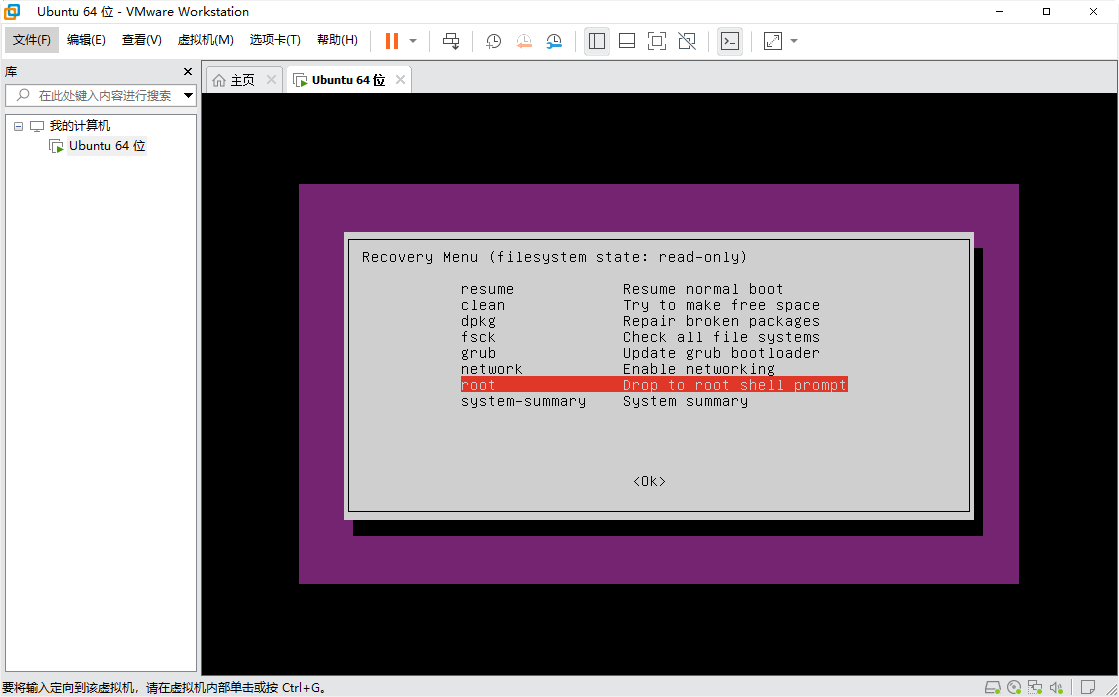 Ubuntu 64 位 - VMware Workstation
文件(F) 编辑(E) 查看(V) 虚拟机(M) 选项卡(T) 帮助(H)
库
在此处键入内容进行搜索
我的计算机
Ubuntu 64 位
主页 Ubuntu 64 位
Recovery Menu (filesystem state: read-only)
resume Resume normal boot
clean Try to make free space
dpkg Repair broken packages
fsck Check all file systems
grub Update grub bootloader
network Enable networking
root Drop to root shell prompt
system-summary System summary
<Ok>
要将输入定向到该虚拟机，请在虚拟机内部单击或按 Ctrl+G。